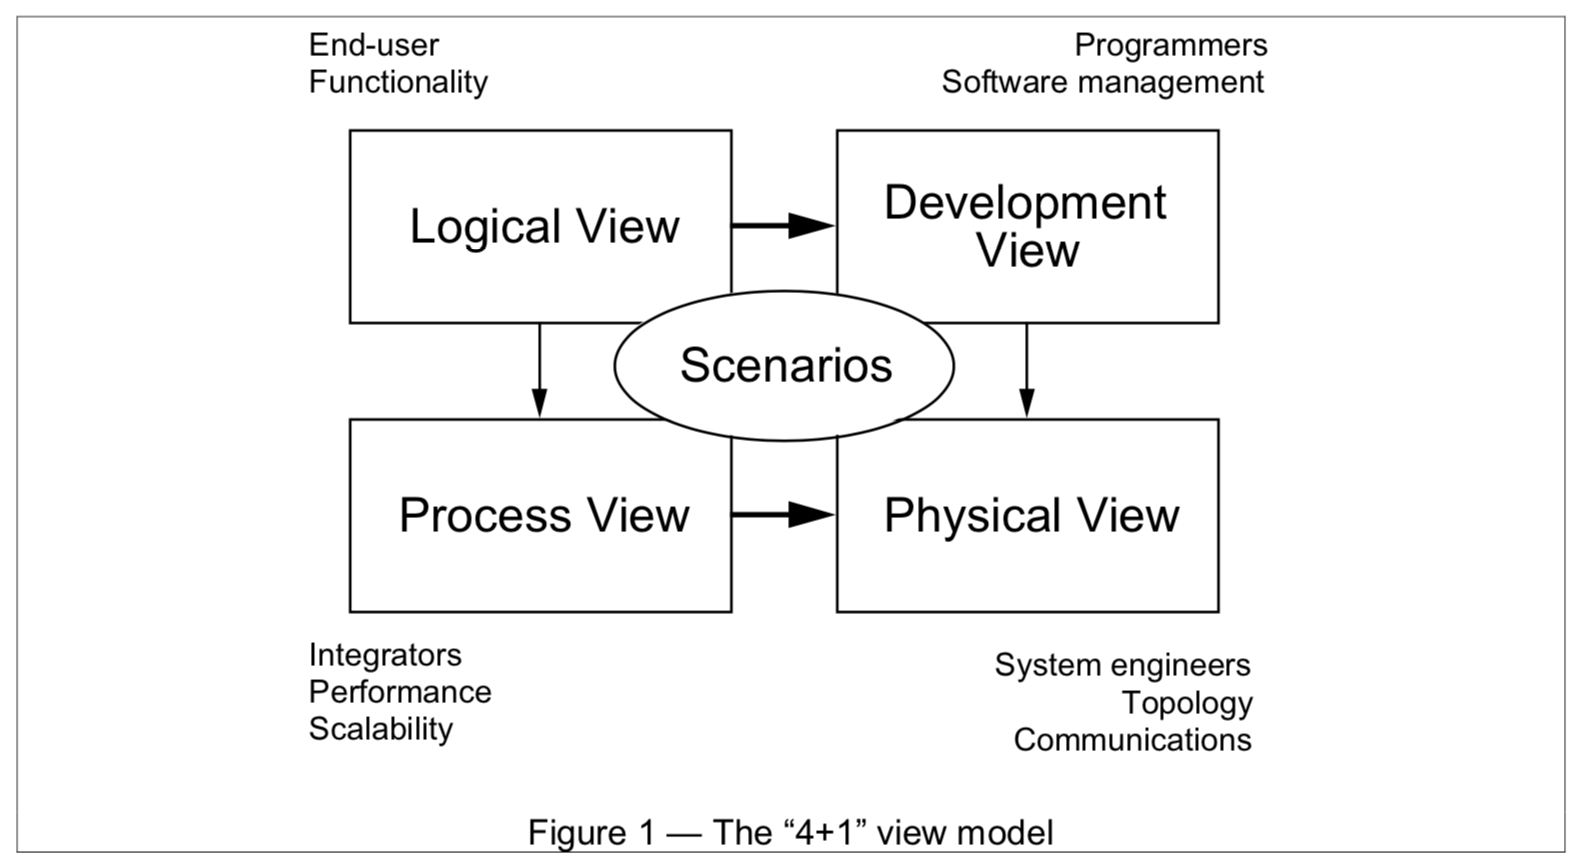 End-user
Functionality
Programmers
Software management
Logical View
Development
View
Scenarios
Process View
Physical View
Integrators
Performance
Scalability
System engineers
Topology
Communications
Figure 1 — The “4+1” view model